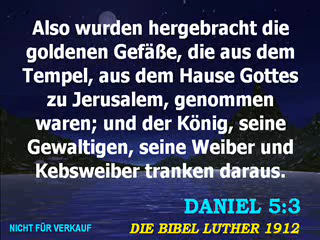 Also wurden hergebracht die
goldenen Gefäße, die aus dem
Tempel, aus dem Hause Gottes
zu Jerusalem, genommen
waren; und der König, seine
Gewaltigen, seine Weiber und
Kebsweiber tranken daraus.
DANIEL 5:3
NICHT FÜR VERKAUF
DIE BIBEL LUTHER 1912